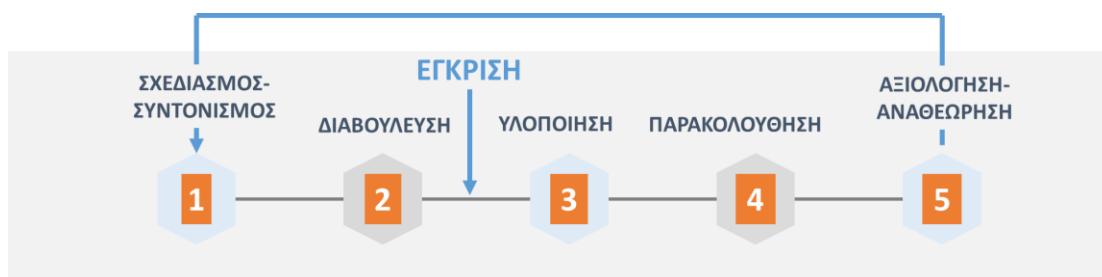 ΕΓΚΡΙΣΗ
ΣΧΕΔΙΑΣΜΟΣ-
ΣΥΝΤΟΝΙΣΜΟΣ
ΔΙΑΒΟΥΛΕΥΣΗ
ΥΛΟΠΟΙΗΣΗ
ΠΑΡΑΚΟΛΟΥΘΗΣΗ
ΑΞΙΟΛΟΓΗΣΗ-
ΑΝΑΘΕΩΡΗΣΗ
1
2
3
4
5